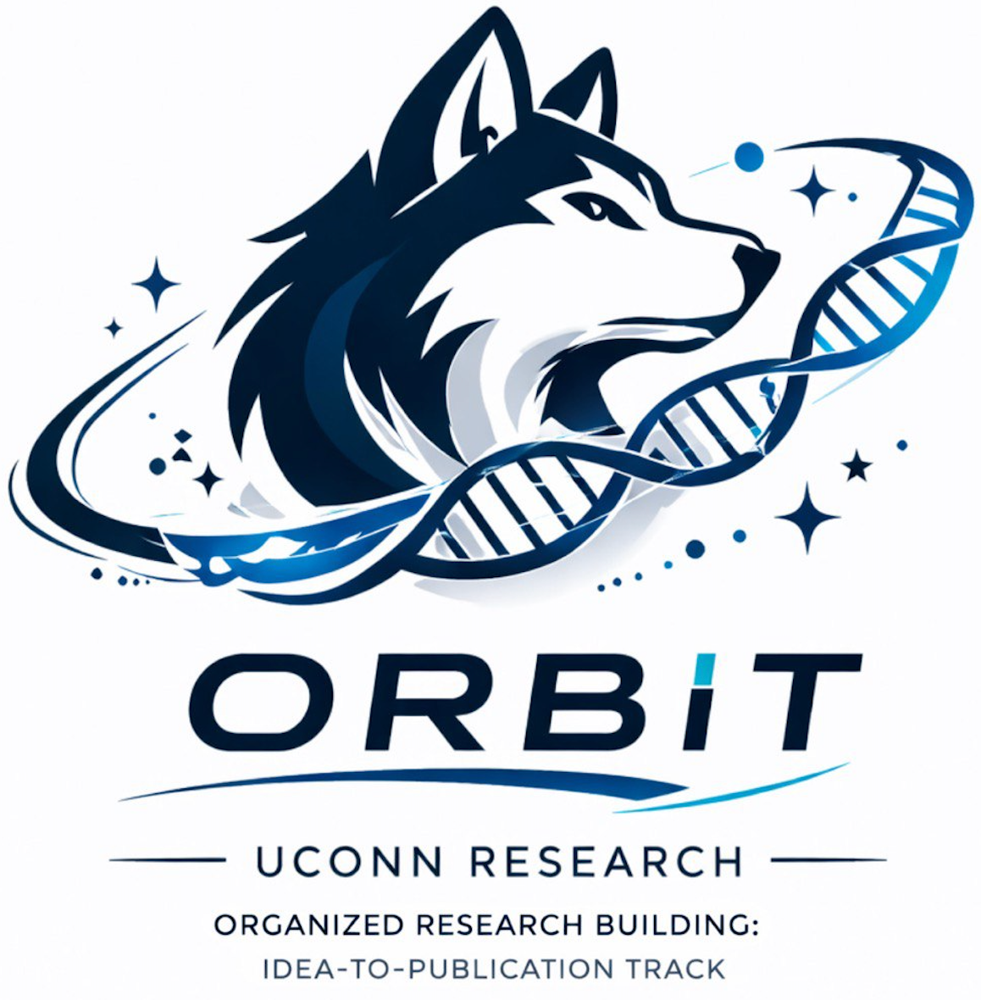 ORBiT
UCONN RESEARCH
ORGANIZED RESEARCH BUILDING:
IDEA-TO-PUBLICATION TRACK